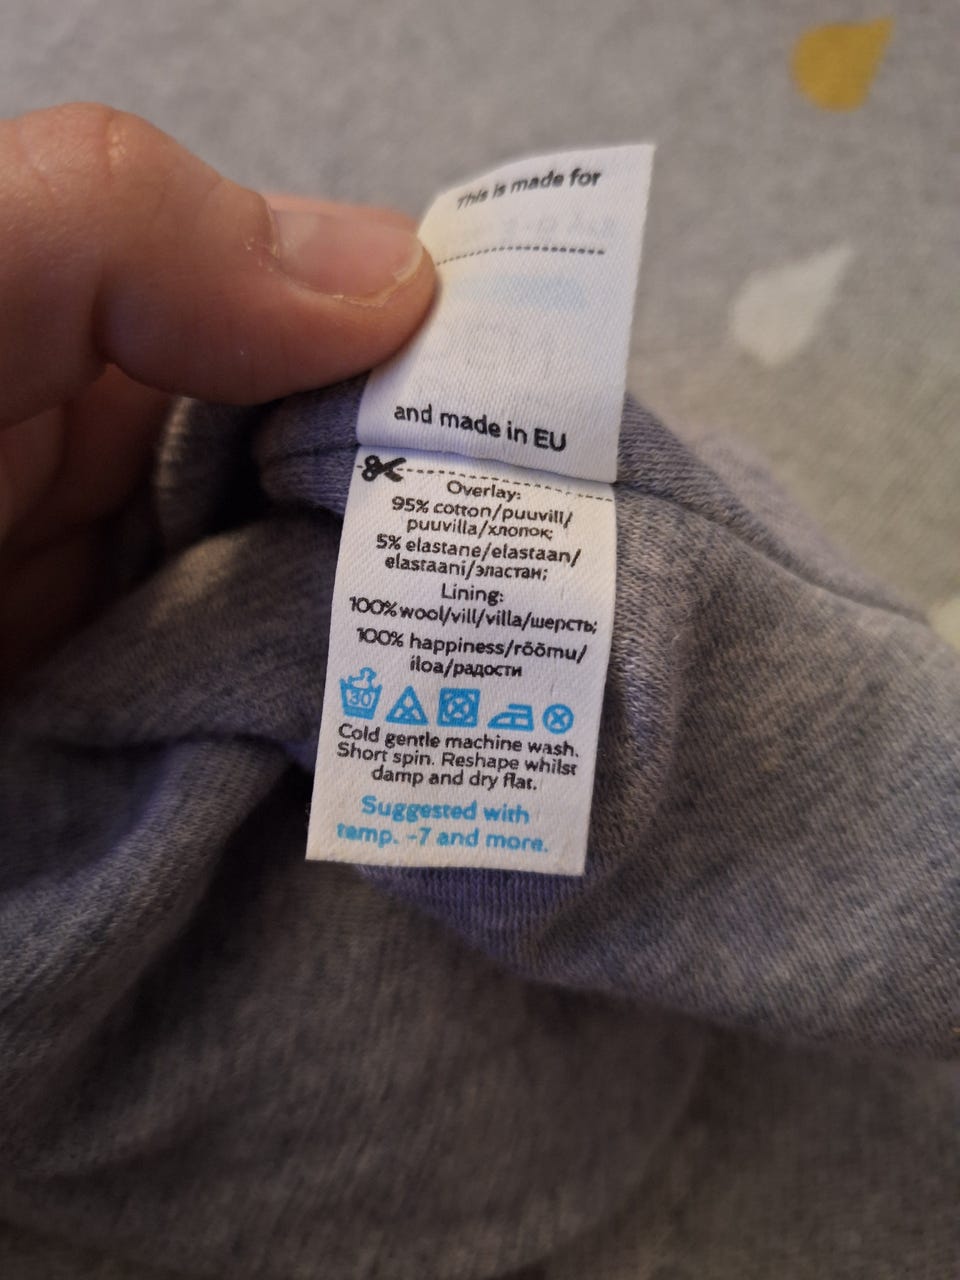 This is made for
and made in EU
Overlay:
95% cotton/puuvill/
puuvilla/хлопок;
5% elastane/elastaan/
elastaani/эластан;
Lining:
100% wool/vill/villa/шерсть;
100% happiness/rõõmu/
iloa/радости
30
Cold gentle machine wash.
Short spin. Reshape whilst
damp and dry flat.
Suggested with
temp. -7 and more.